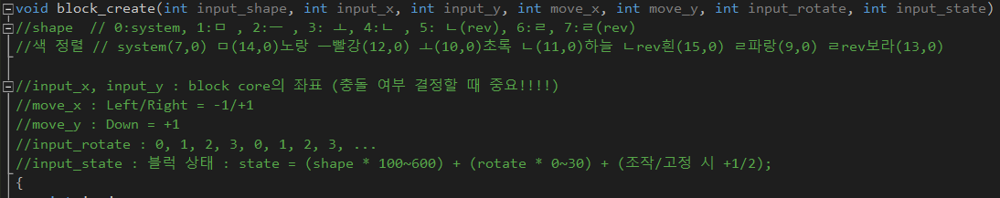 void block_create(int input_shape, int input_x, int input_y, int move_x, int move_y, int input_rotate, int input_state)
//shape  // 0:system, 1:ㅁ , 2:ㅡ , 3: ㅗ, 4:ㄴ , 5: ㄴ(rev), 6:ㄹ, 7:ㄹ(rev)
//색 정렬 // system(7,0) ㅁ(14,0)노랑 ㅡ빨강(12,0) ㅗ(10,0)초록 ㄴ(11,0)하늘 ㄴrev흰(15,0) ㄹ파랑(9,0) ㄹrev보라(13,0)
//input_x, input_y : block core의 좌표 (충돌 여부 결정할 때 중요!!!!)
//move_x : Left/Right = -1/+1
//move_y : Down = +1
//input_rotate : 0, 1, 2, 3, 0, 1, 2, 3, ...
//input_state : 블럭 상태 : state = (shape * 100~600) + (rotate * 0~30) + (조작/고정 시 +1/2);
{